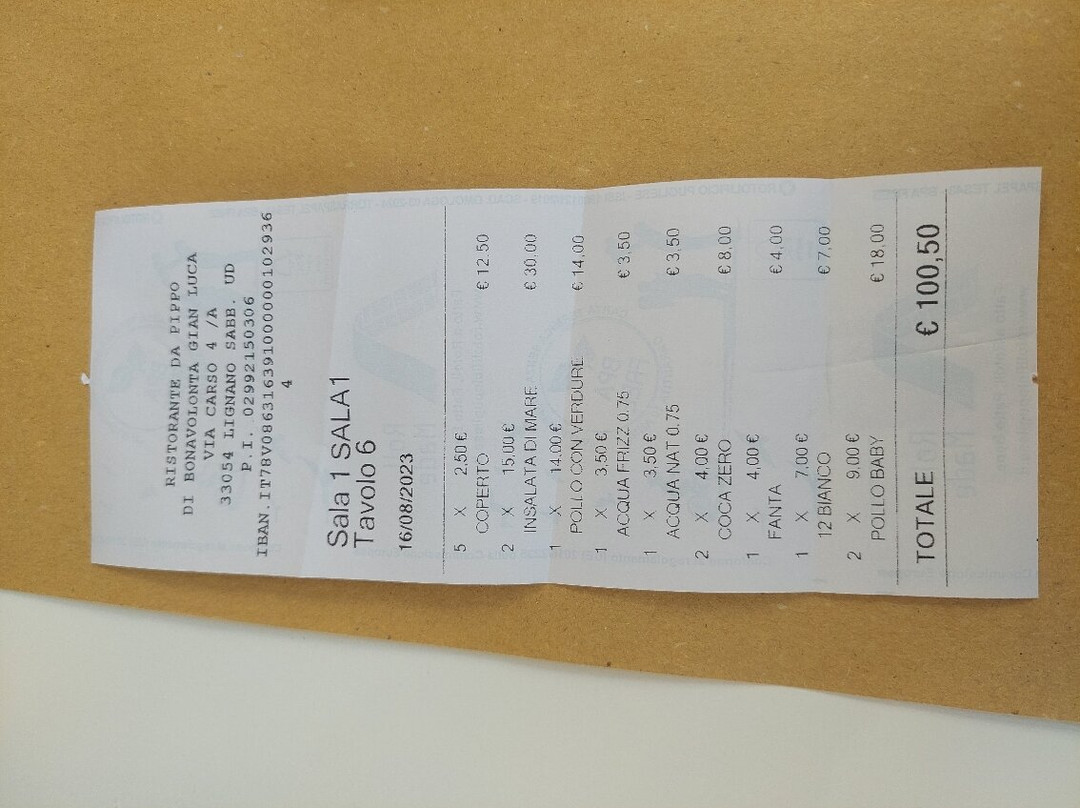 RISTORANTE DA PIPPO
DI BONAVOLONTA GIAN LUCA
VIA CARSO 4 /A
33054 LIGNANO SABB. UD
P.I. 02992150306
IBAN.IT78V0863163910000001029364
4
Sala 1 SALA1
Tavolo 6
16/08/2023
5 X 2,50 € € 12,50
COPERTO
2 X 15,00 € € 30,00
INSALATA DI MARE
1 X 14,00 € € 14,00
POLLO CON VERDURE
1 X 3,50 € € 3,50
ACQUA FRIZZ 0.75
1 X 3,50 € € 3,50
ACQUA NAT 0.75
2 X 4,00 € € 8,00
COCA ZERO
1 X 4,00 € € 4,00
FANTA
1 X 7,00 € € 7,00
12 BIANCO
2 X 9,00 € € 18,00
POLLO BABY
TOTALE € 100,50